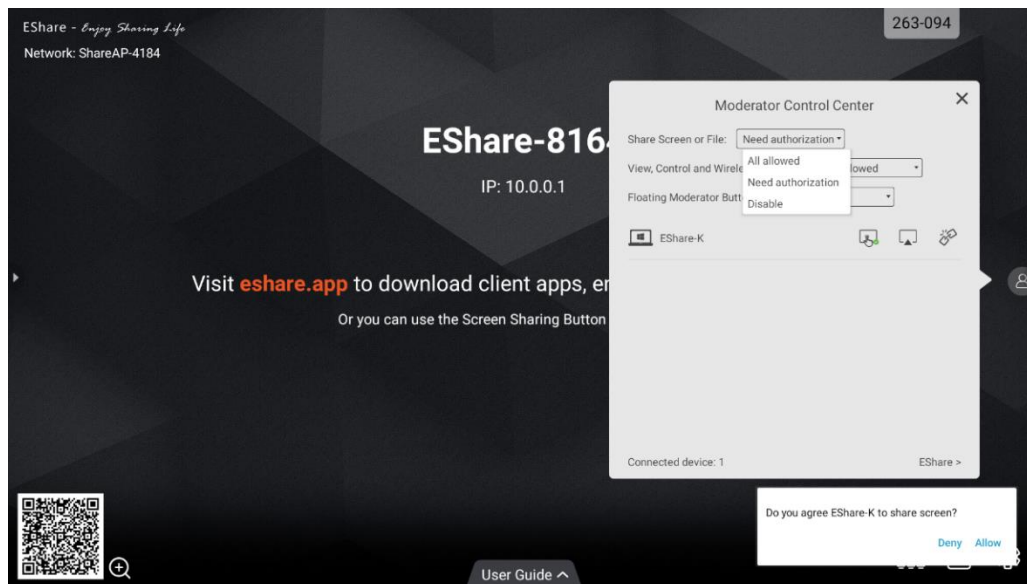 EShare - Enjoy Sharing Life
263-094
Network: ShareAP-4184
Moderator Control Center
Share Screen or File: Need authorization
All allowed
Need authorization
Disable
View, Control and Wirele
lowed
Floating Moderator Butt
EShare-K
EShare-816
IP: 10.0.0.1
Visit eshare.app to download client apps, er
Or you can use the Screen Sharing Button
Connected device: 1
EShare >
Do you agree EShare-K to share screen?
Deny Allow
User Guide